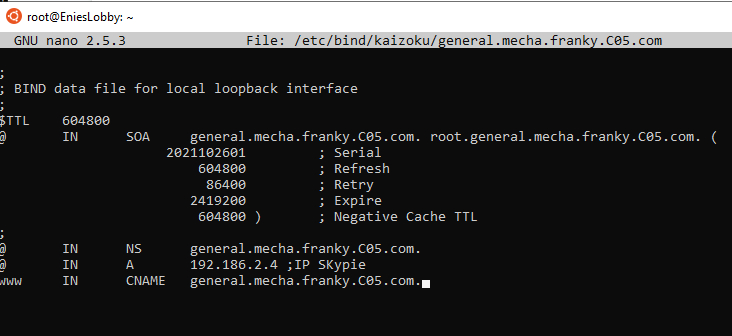 root@EniesLobby: ~
GNU nano 2.5.3 File: /etc/bind/kaizoku/general.mecha.franky.C05.com
;
; BIND data file for local loopback interface
;
$TTL 604800
@ IN SOA general.mecha.franky.C05.com. root.general.mecha.franky.C05.com. (
2021102601 ; Serial
604800 ; Refresh
86400 ; Retry
2419200 ; Expire
604800 ) ; Negative Cache TTL
;
@ IN NS general.mecha.franky.C05.com.
@ IN A 192.186.2.4 ;IP SKypie
www IN CNAME general.mecha.franky.C05.com.